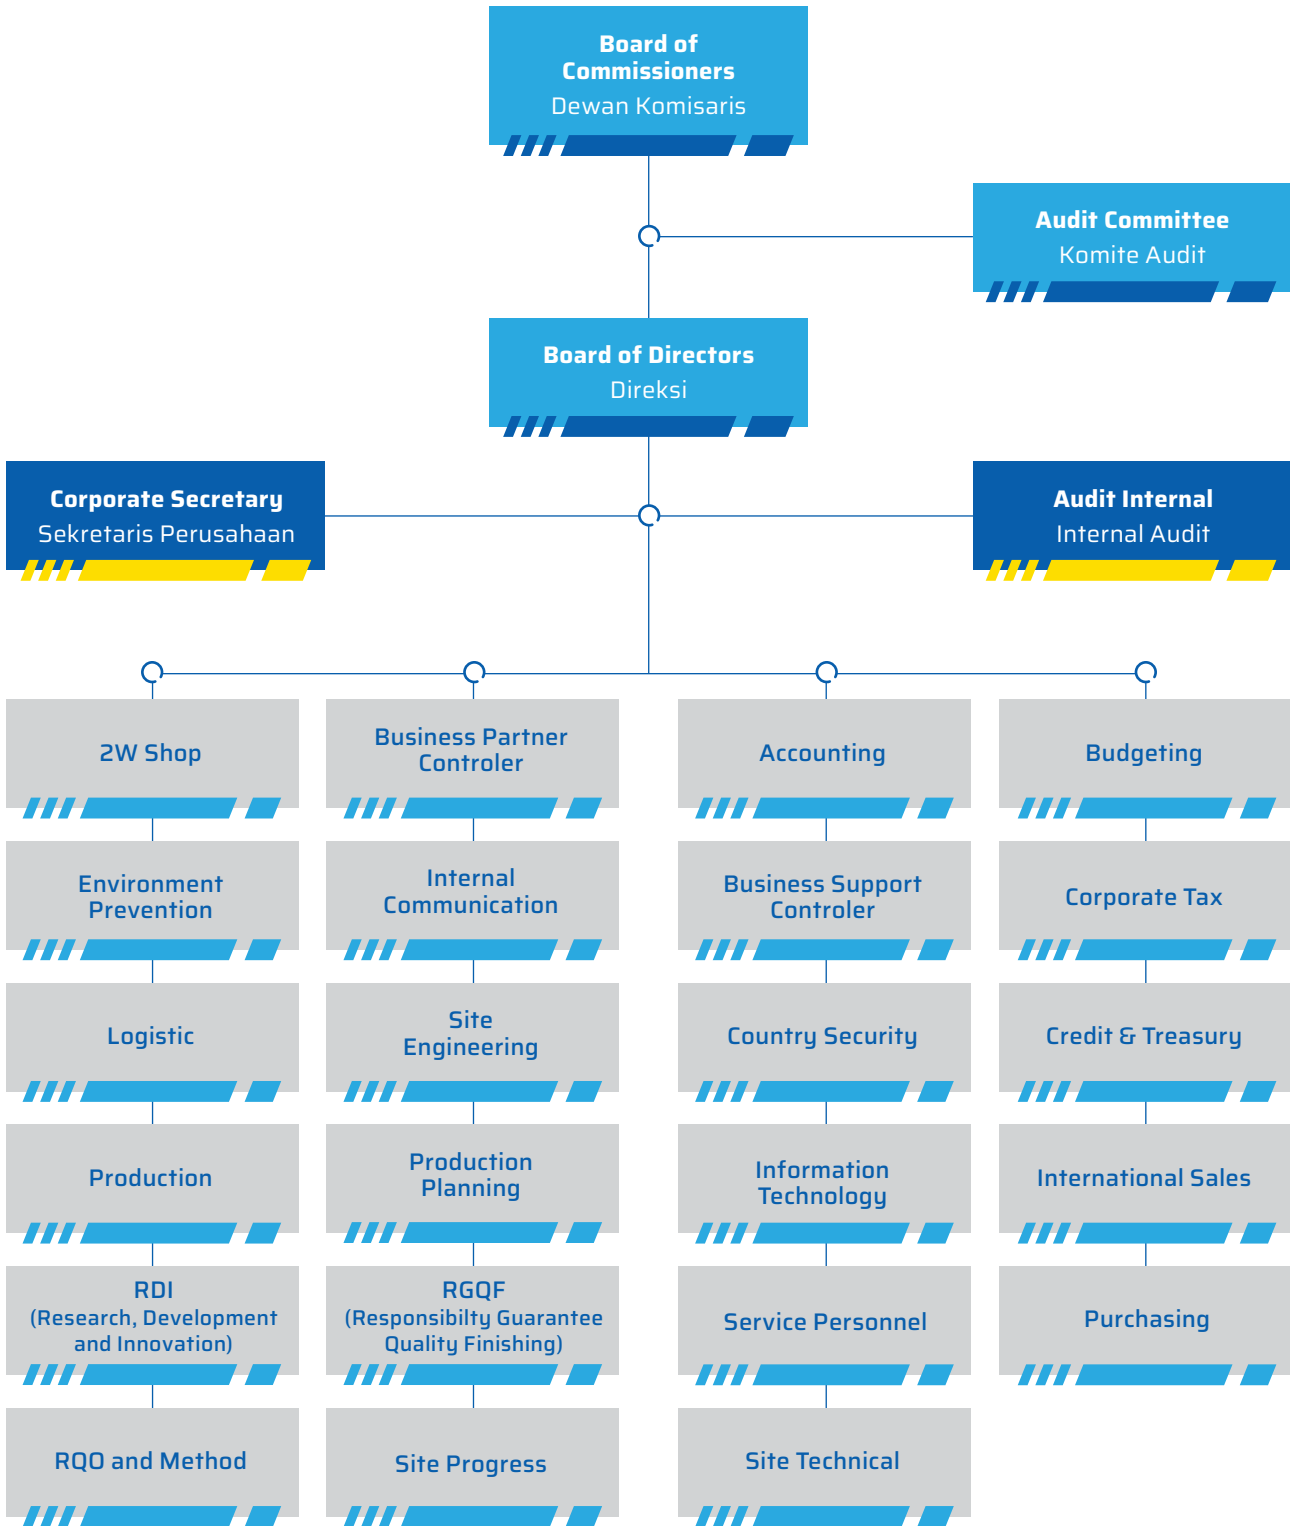 Board of
Commissioners
Dewan Komisaris
Audit Committee
Komite Audit
Board of Directors
Direksi
Corporate Secretary
Sekretaris Perusahaan
Audit Internal
Internal Audit
2W Shop
Business Partner
Controler
Accounting
Budgeting
Environment
Prevention
Internal
Communication
Business Support
Controler
Corporate Tax
Logistic
Site
Engineering
Country Security
Credit & Treasury
Production
Production
Planning
Information
Technology
International Sales
RDI
(Research, Development
and Innovation)
RGQF
(Responsibilty Guarantee
Quality Finishing)
Service Personnel
Purchasing
RQO and Method
Site Progress
Site Technical